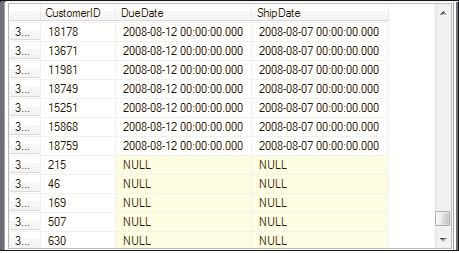 CustomerID DueDate ShipDate
3... 18178 2008-08-12 00:00:00.000 2008-08-07 00:00:00.000
3... 13671 2008-08-12 00:00:00.000 2008-08-07 00:00:00.000
3... 11981 2008-08-12 00:00:00.000 2008-08-07 00:00:00.000
3... 18749 2008-08-12 00:00:00.000 2008-08-07 00:00:00.000
3... 15251 2008-08-12 00:00:00.000 2008-08-07 00:00:00.000
3... 15868 2008-08-12 00:00:00.000 2008-08-07 00:00:00.000
3... 18759 2008-08-12 00:00:00.000 2008-08-07 00:00:00.000
3... 215 NULL NULL
3... 46 NULL NULL
3... 169 NULL NULL
3... 507 NULL NULL
3... 630 NULL NULL